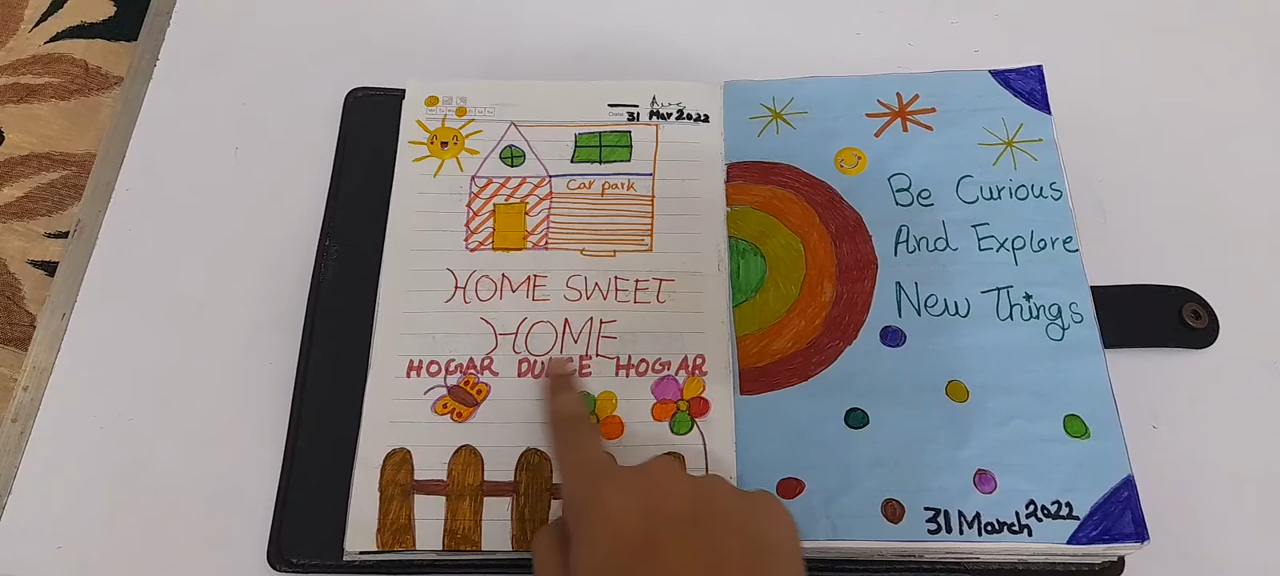 Date: 31 Mar 2022
Car park
HOME SWEET
HOME
HOGAR DULCE HOGAR
Be Curious
And Explore
New Things
31 March 2022